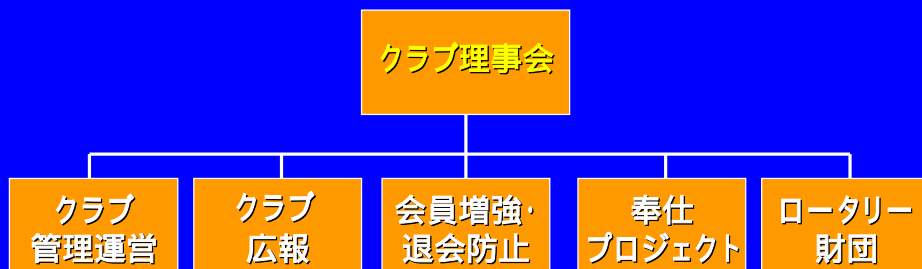 クラブ理事会
クラブ
管理運営
クラブ
広報
会員増強・
退会防止
奉仕
プロジェクト
ロータリー
財団